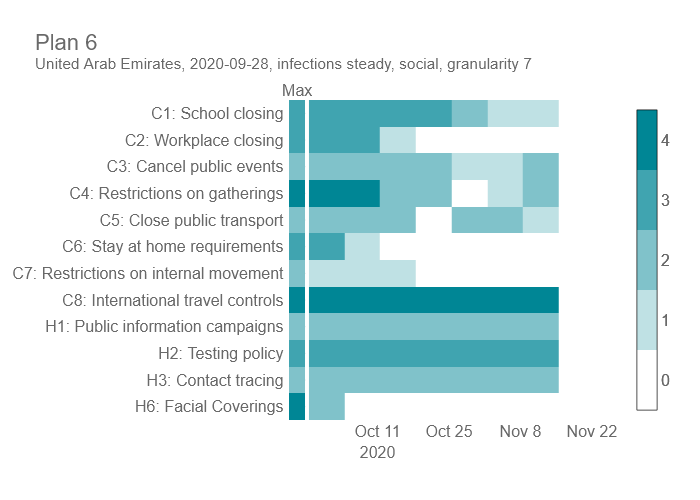 Plan 6
United Arab Emirates, 2020-09-28, infections steady, social, granularity 7
Max
C1: School closing
C2: Workplace closing
C3: Cancel public events
C4: Restrictions on gatherings
C5: Close public transport
C6: Stay at home requirements
C7: Restrictions on internal movement
C8: International travel controls
H1: Public information campaigns
H2: Testing policy
H3: Contact tracing
H6: Facial Coverings
Oct 11 Oct 25 Nov 8 Nov 22
2020
4
3
2
1
0